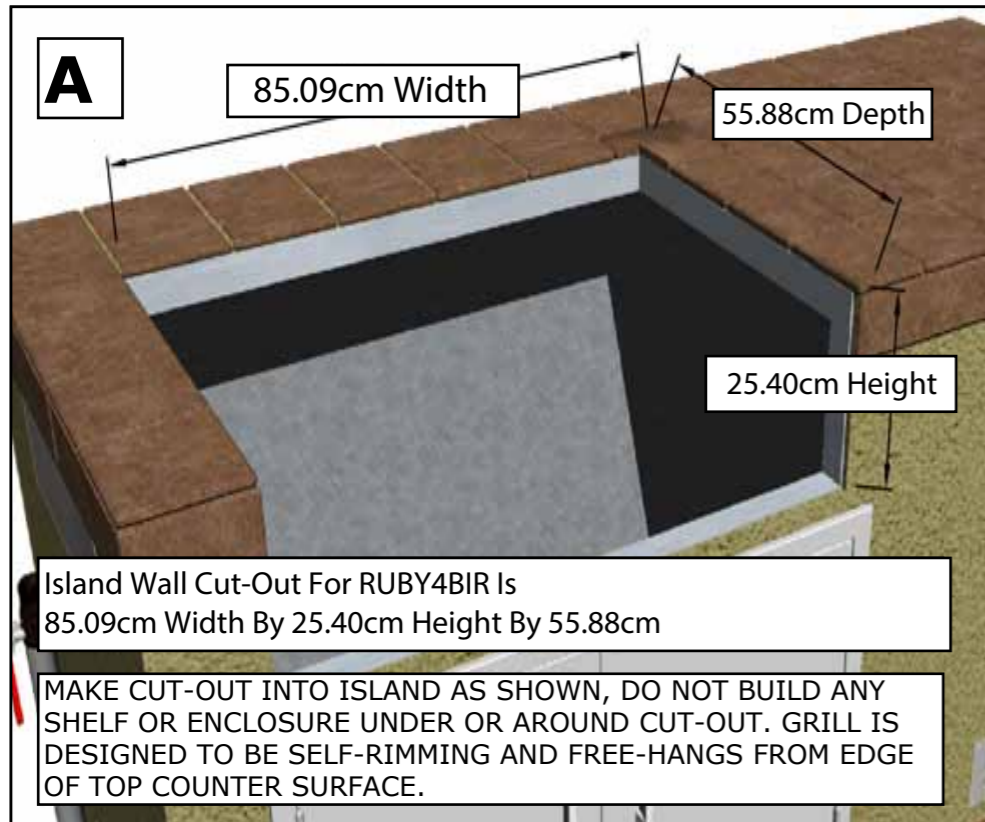 A
85.09cm Width
55.88cm Depth
25.40cm Height
Island Wall Cut-Out For RUBY4BIR Is
85.09cm Width By 25.40cm Height By 55.88cm
MAKE CUT-OUT INTO ISLAND AS SHOWN, DO NOT BUILD ANY
SHELF OR ENCLOSURE UNDER OR AROUND CUT-OUT. GRILL IS
DESIGNED TO BE SELF-RIMMING AND FREE-HANGS FROM EDGE
OF TOP COUNTER SURFACE.